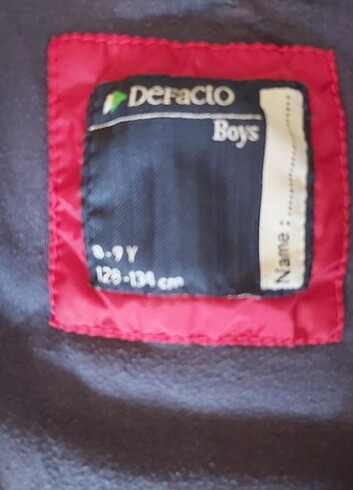 DeFacto
Boys
8-9 Y
128-134 cm
Name : ....................